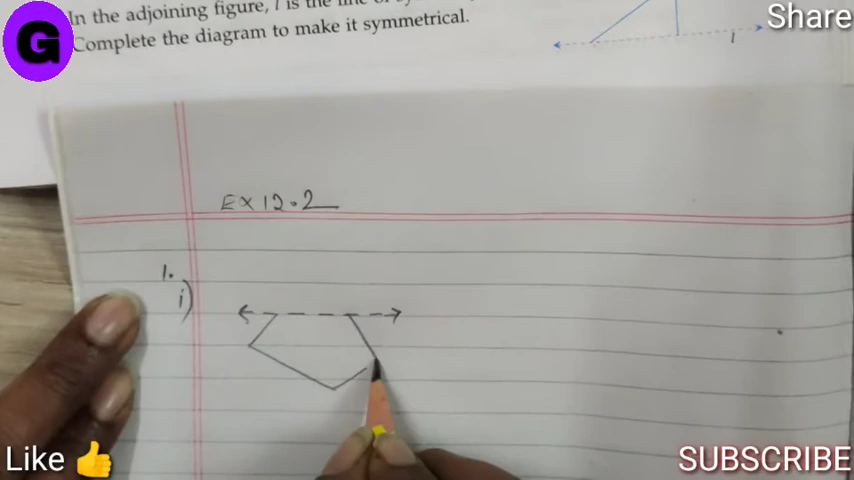 In the adjoining figure, l is the line of
Complete the diagram to make it symmetrical.
l
G
Share
Ex 12.2
1.
i)
Like 👍
SUBSCRIBE